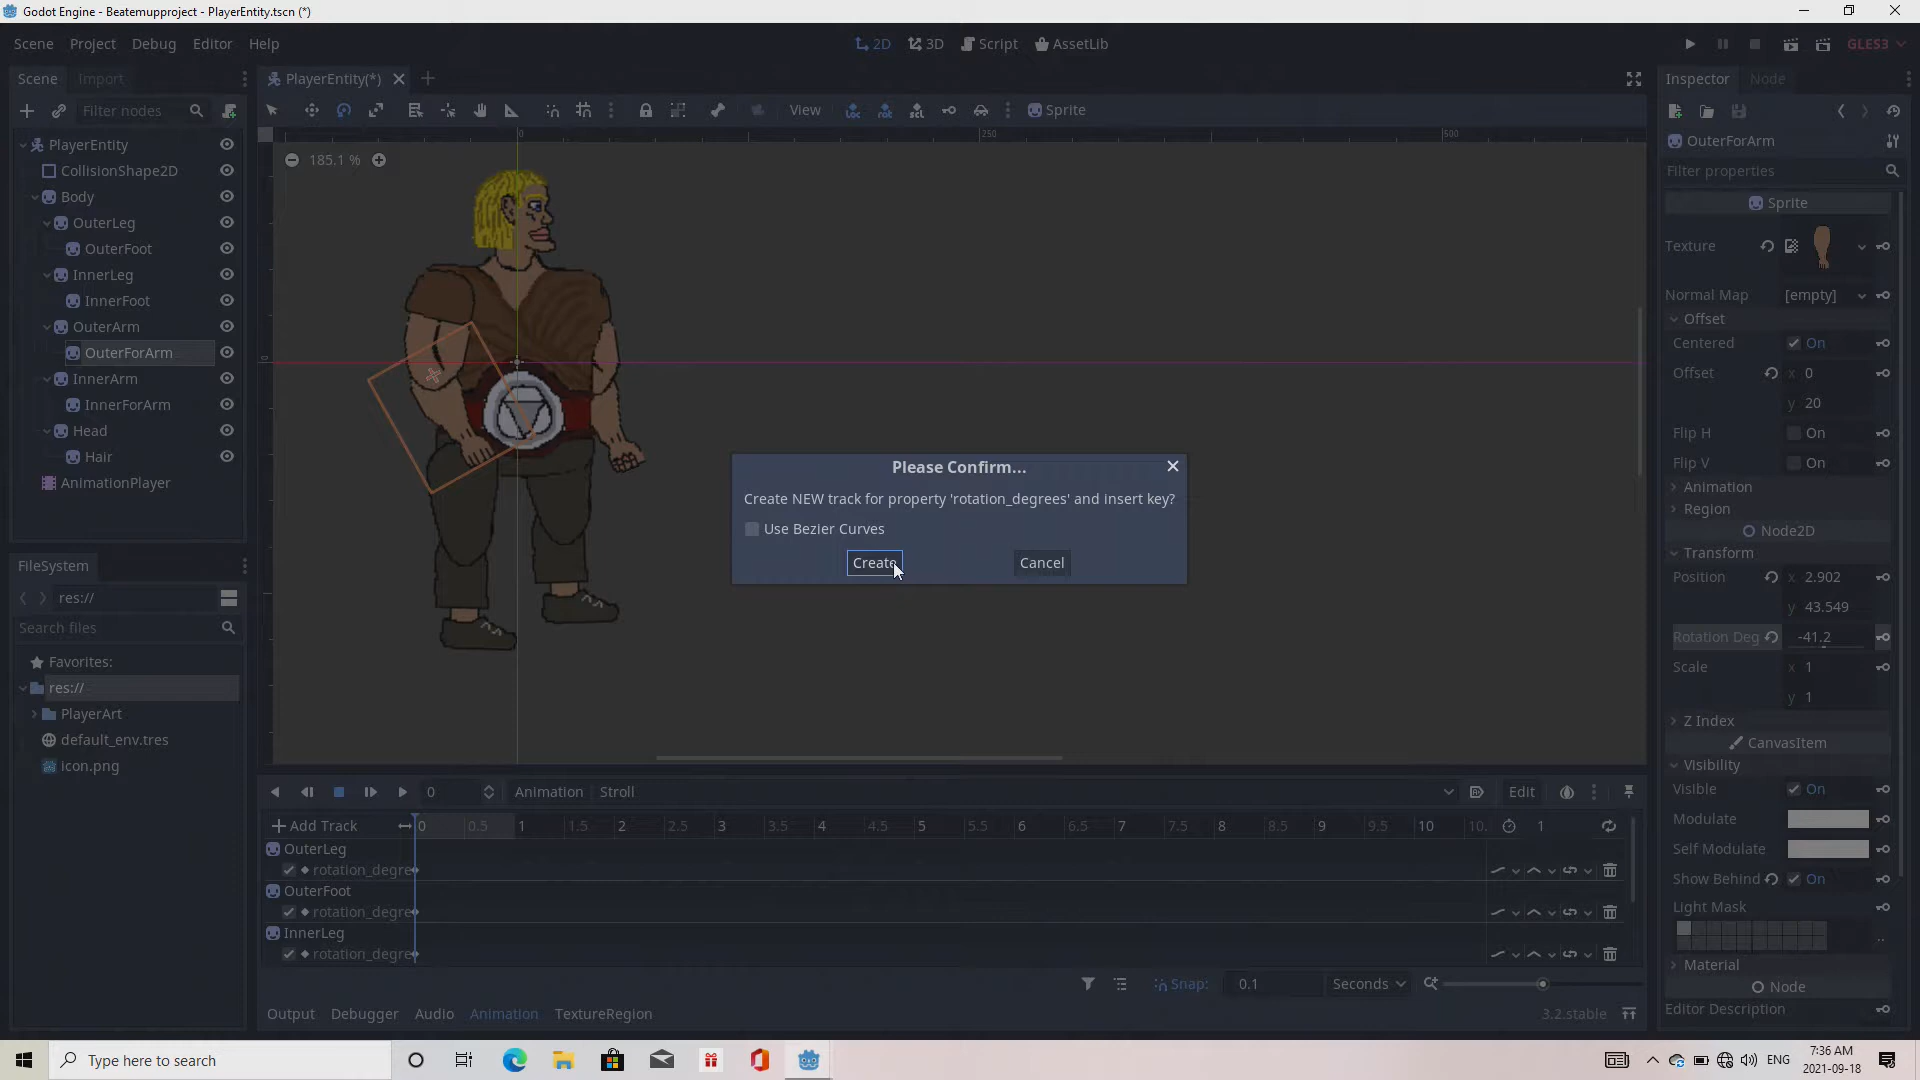 Godot Engine - Beatemupproject - PlayerEntity.tscn (*)
Scene Project Debug Editor Help
2D 3D Script AssetLib
GLES3
Scene Import
PlayerEntity(*)
Inspector Node
Filter nodes
View
Sprite
OuterForArm
Filter properties
PlayerEntity
CollisionShape2D
Body
OuterLeg
OuterFoot
InnerLeg
InnerFoot
OuterArm
OuterForArm
InnerArm
InnerForArm
Head
Hair
AnimationPlayer
0 250 500
185.1 %
0
Please Confirm...
Create NEW track for property 'rotation_degrees' and insert key?
Use Bezier Curves
Create Cancel
Sprite
Texture
Normal Map [empty]
Offset
Centered On
Offset x 0
y 20
Flip H On
Flip V On
Animation
Region
Node2D
Transform
Position x 2.902
y 43.549
Rotation Deg -41.2
Scale x 1
y 1
Z Index
CanvasItem
Visibility
Visible On
Modulate
Self Modulate
Show Behind On
Light Mask
..
Material
Node
Editor Description
FileSystem
res://
Search files
Favorites:
res://
PlayerArt
default_env.tres
icon.png
0 Animation Stroll Edit
Add Track 0 0.5 1 1.5 2 2.5 3 3.5 4 4.5 5 5.5 6 6.5 7 7.5 8 8.5 9 9.5 10 10. 1
OuterLeg
rotation_degre
OuterFoot
rotation_degre
InnerLeg
rotation_degre
Snap: 0.1 Seconds
Output Debugger Audio Animation TextureRegion
3.2.stable
Type here to search
ENG
7:36 AM
2021-09-18